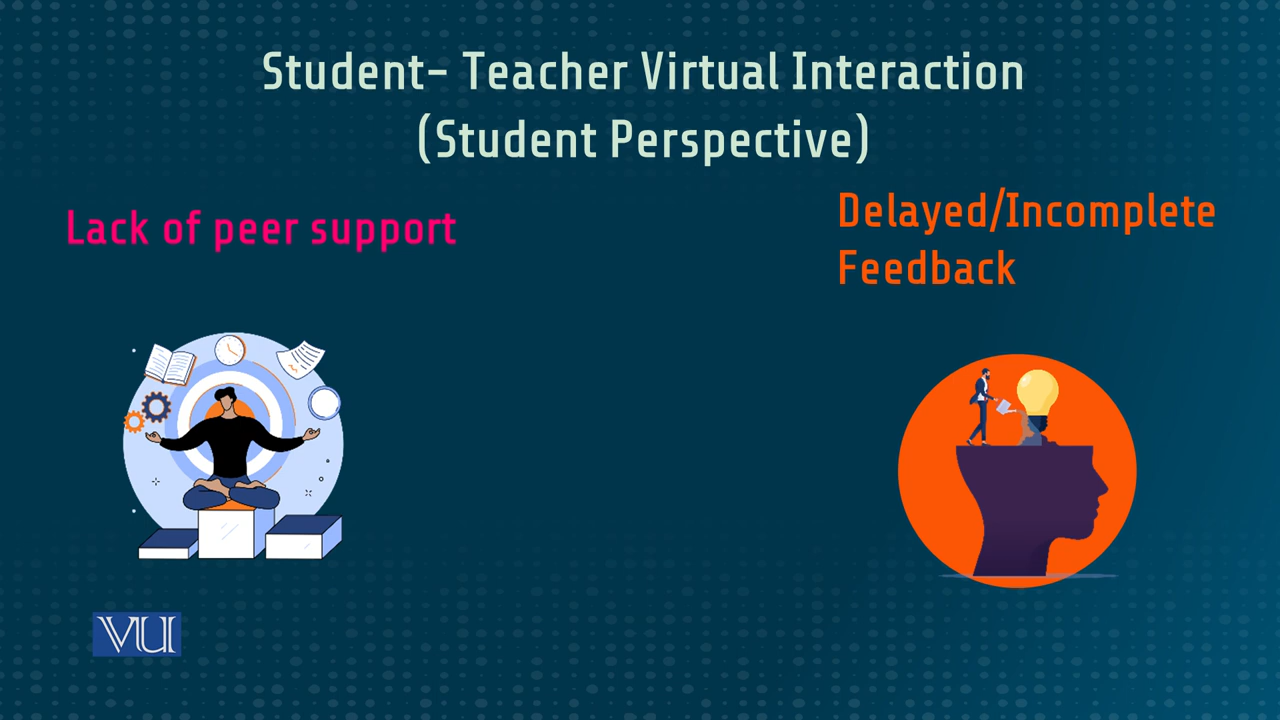 Student- Teacher Virtual Interaction
(Student Perspective)
Lack of peer support
Delayed/Incomplete
Feedback
VU